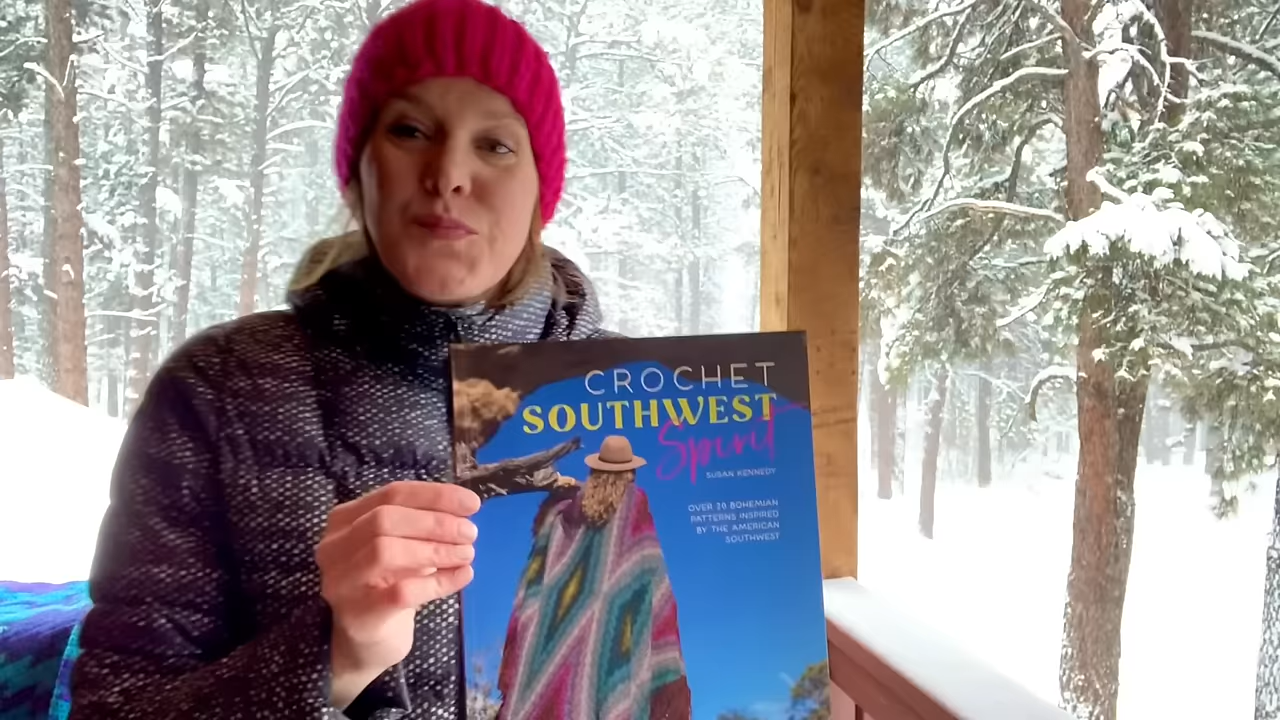 CROCHET
SOUTHWEST
Spirit
SUSAN KENNEDY
OVER 20 BOHEMIAN
PATTERNS INSPIRED
BY THE AMERICAN
SOUTHWEST